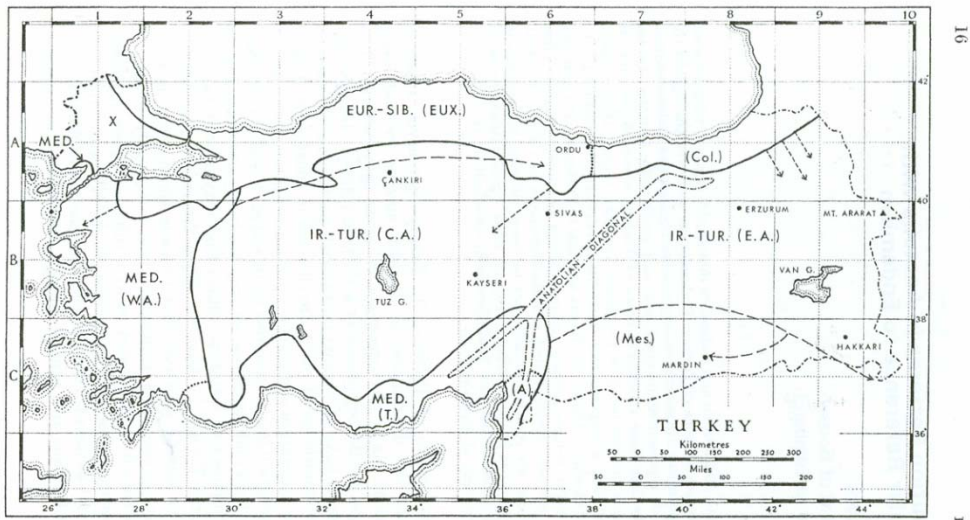 16
1 2 3 4 5 6 7 8 9 10
42°
X
EUR.-SIB. (EUX.)
MED.
A
ORDU
(Col.)
ÇANKIRI
40°
SIVAS
ERZURUM
MT. ARARAT
IR.-TUR. (C.A.)
ANATOLIAN DIAGONAL
IR.-TUR. (E.A.)
B
MED.
(W.A.)
TUZ G.
KAYSERI
VAN G.
38°
(Mes.)
HAKKARI
MARDIN
C
MED.
(T.)
(A)
TURKEY
36°
Kilometres
50 0 50 100 150 200 250 300
Miles
50 0 50 100 150 200
26° 28° 30° 32° 34° 36° 38° 40° 42° 44°